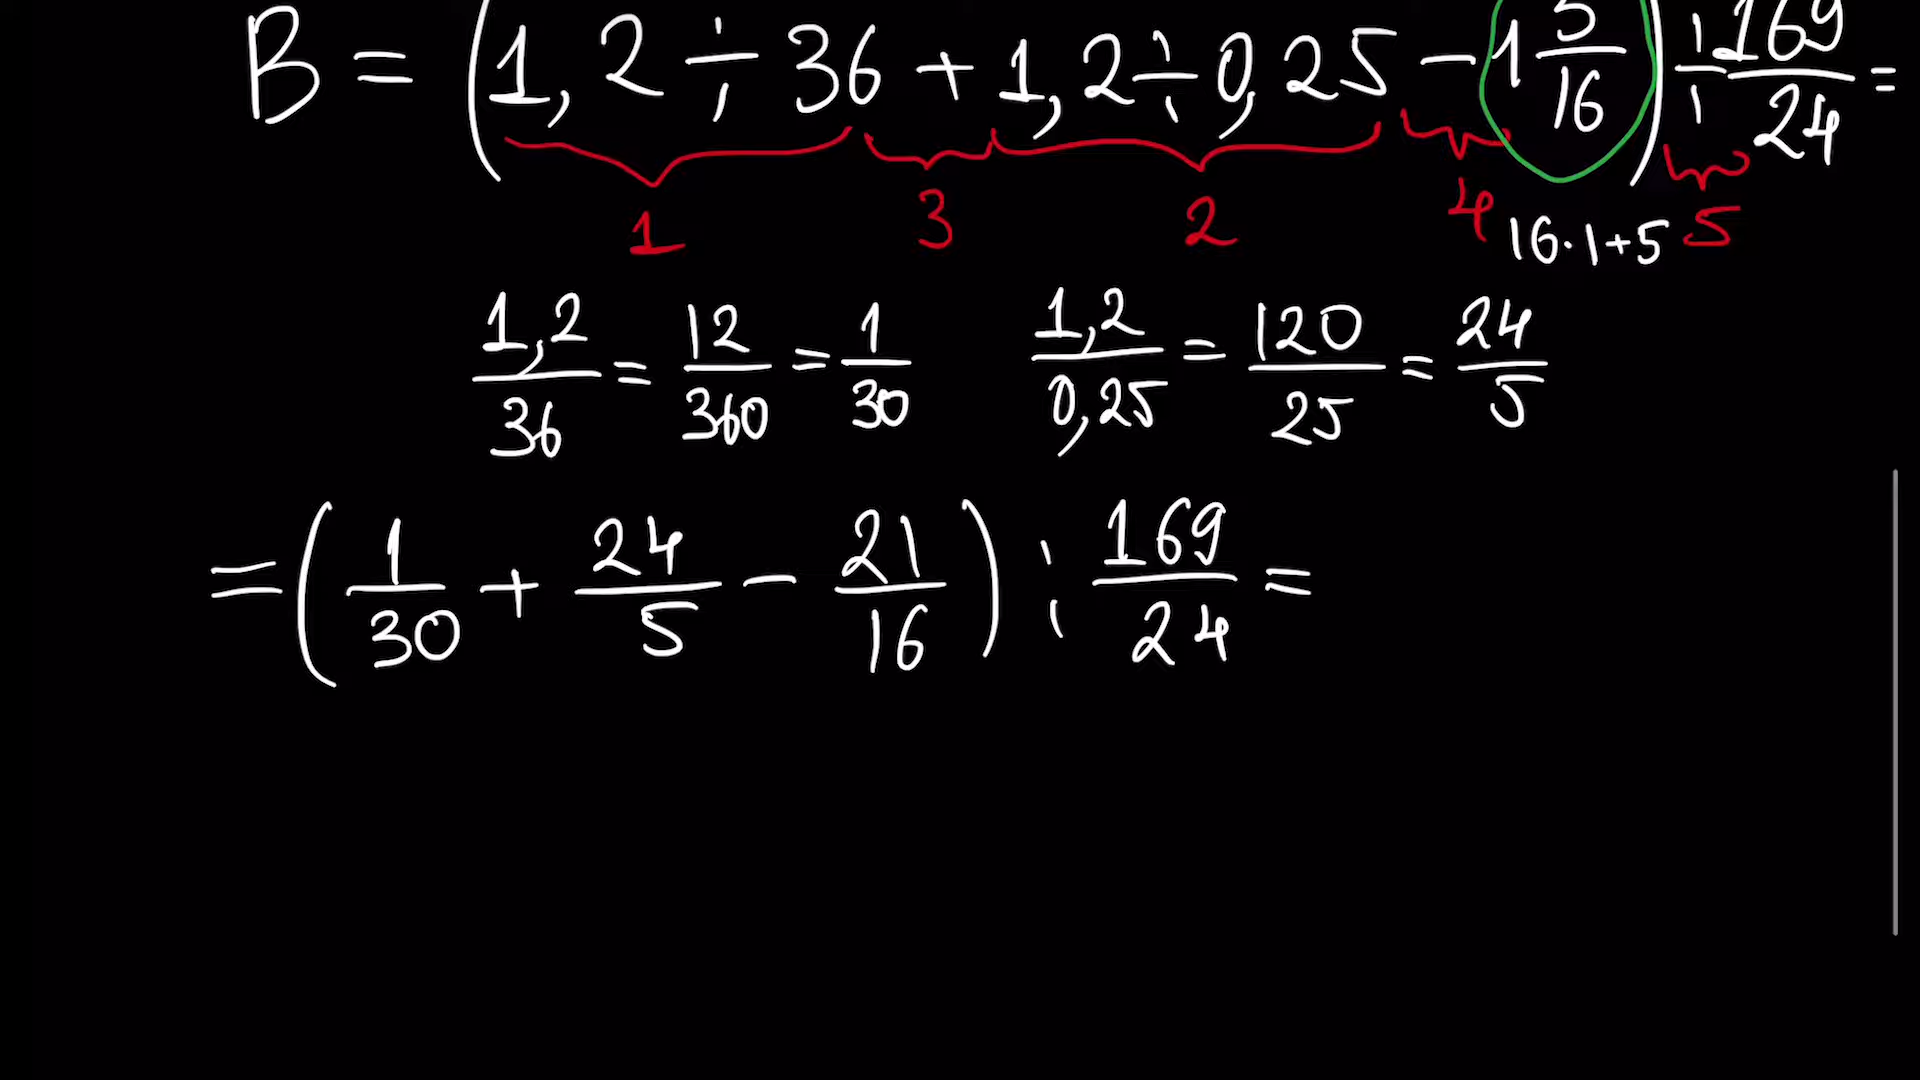 B = (1,2 ÷ 36 + 1,2 ÷ 0,25 − 1 5/16) ÷ 169/24 =
1 3 2 4 5
16·1+5
1,2/36 = 12/360 = 1/30 1,2/0,25 = 120/25 = 24/5
= (1/30 + 24/5 − 21/16) : 169/24 =